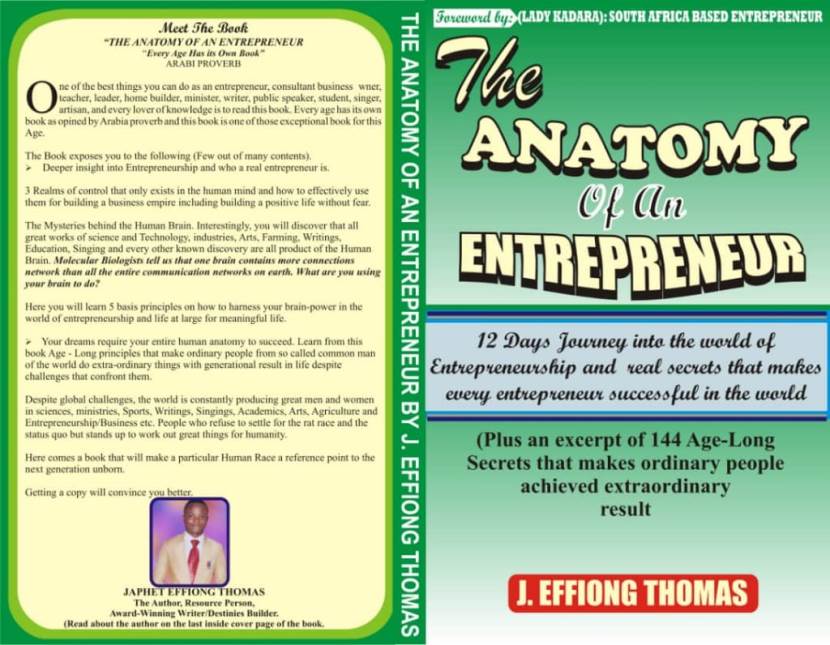 Meet The Book
"THE ANATOMY OF AN ENTREPRENEUR
"Every Age Has its Own Book"
ARABI PROVERB
One of the best things you can do as an entrepreneur, consultant business wner,
teacher, leader, home builder, minister, writer, public speaker, student, singer,
artisan, and every lover of knowledge is to read this book. Every age has its own
book as opined by Arabia proverb and this book is one of those exceptional book for this
Age.
The Book exposes you to the following (Few out of many contents).
➢ Deeper insight into Entrepreneurship and who a real entrepreneur is.
3 Realms of control that only exists in the human mind and how to effectively use
them for building a business empire including building a positive life without fear.
The Mysteries behind the Human Brain. Interestingly, you will discover that all
great works of science and Technology, industries, Arts, Farming, Writings,
Education, Singing and every other known discovery are all product of the Human
Brain. Molecular Biologists tell us that one brain contains more connections
network than all the entire communication networks on earth. What are you using
your brain to do?
Here you will learn 5 basis principles on how to harness your brain-power in the
world of entrepreneurship and life at large for meaningful life.
➢ Your dreams require your entire human anatomy to succeed. Learn from this
book Age - Long principles that make ordinary people from so called common man
of the world do extra-ordinary things with generational result in life despite
challenges that confront them.
Despite global challenges, the world is constantly producing great men and women
in sciences, ministries, Sports, Writings, Singings, Academics, Arts, Agriculture and
Entrepreneurship/Business etc. People who refuse to settle for the rat race and the
status quo but stands up to work out great things for humanity.
Here comes a book that will make a particular Human Race a reference point to the
next generation unborn.
Getting a copy will convince you better.
JAPHET EFFIONG THOMAS
The Author, Resource Person,
Award-Winning Writer/Destinies Builder.
(Read about the author on the last inside cover page of the book.
THE ANATOMY OF AN ENTREPRENEUR BY J. EFFIONG THOMAS
Foreword by: (LADY KADARA): SOUTH AFRICA BASED ENTREPRENEUR
The
ANATOMY
Of An
ENTREPRENEUR
12 Days Journey into the world of
Entrepreneurship and real secrets that makes
every entrepreneur successful in the world
(Plus an excerpt of 144 Age-Long
Secrets that makes ordinary people
achieved extraordinary
result
J. EFFIONG THOMAS